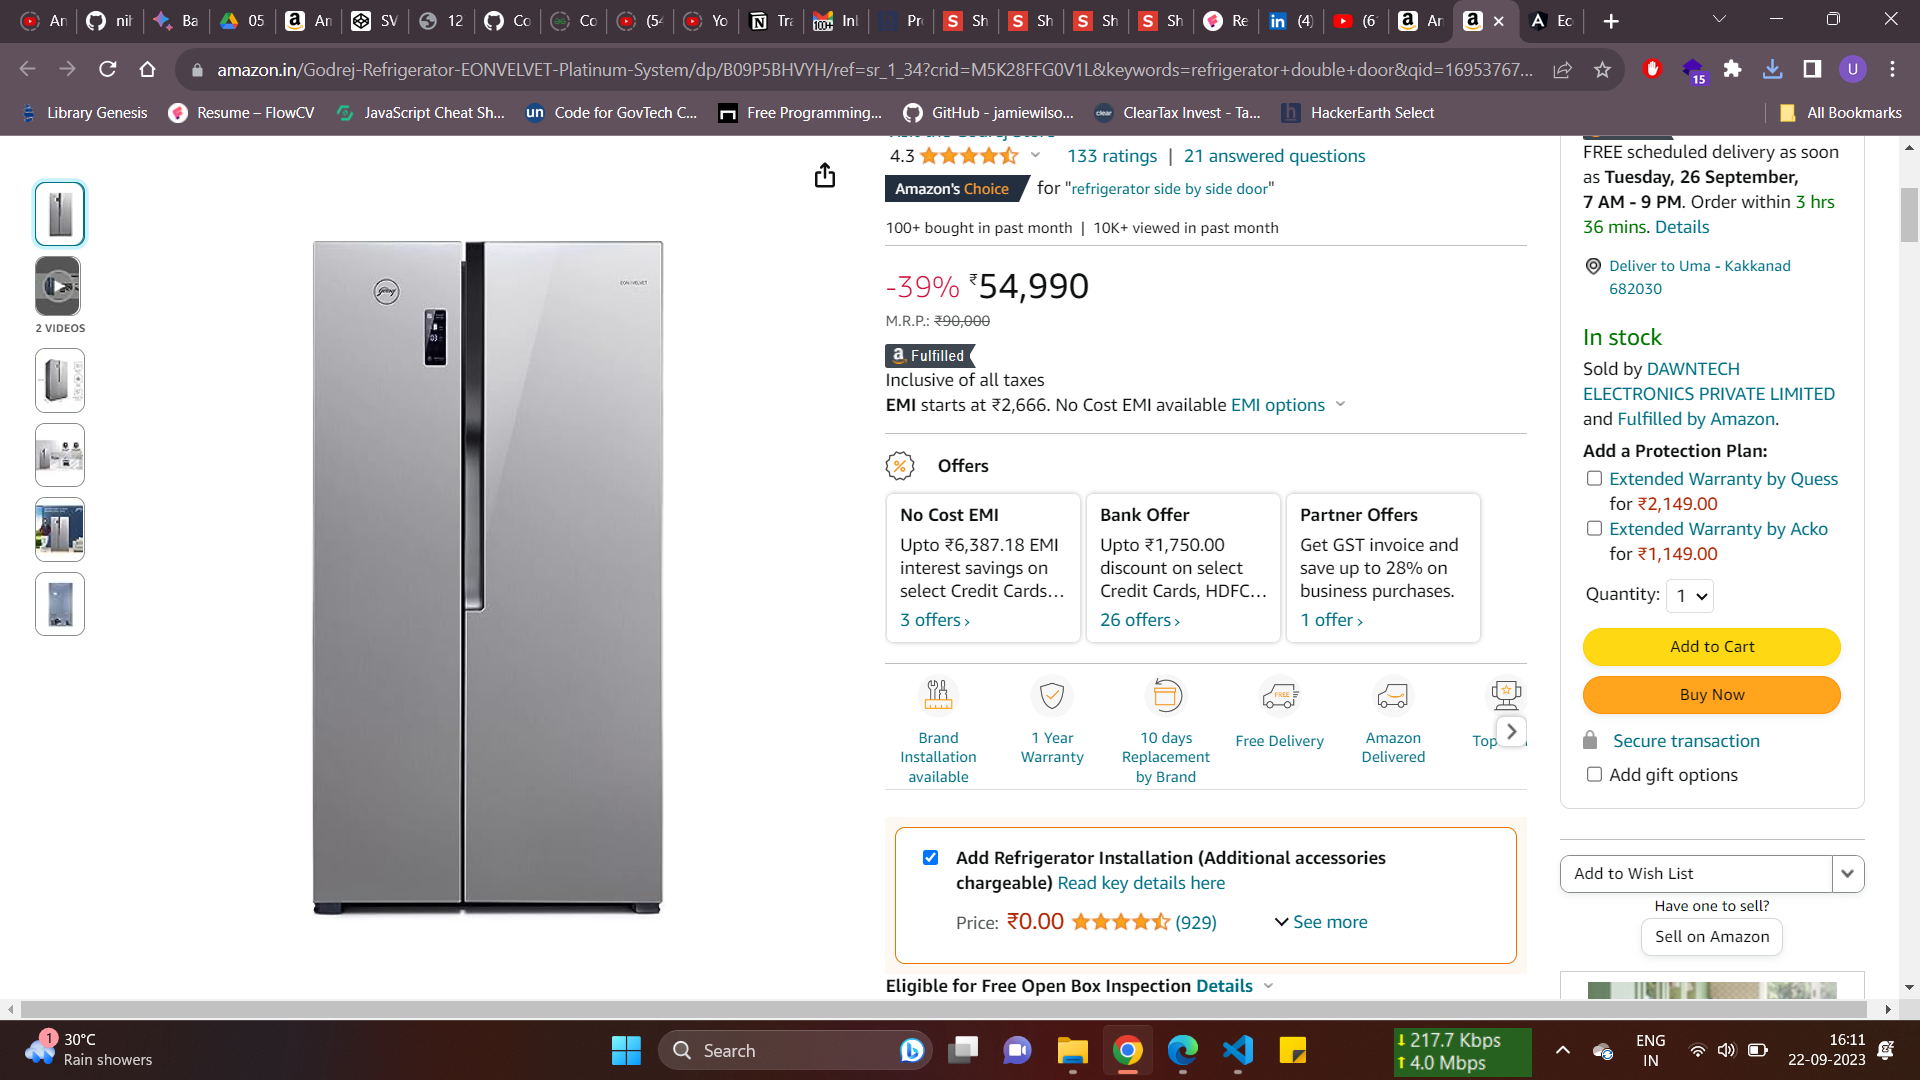 An
nih
Ba
05
An
SV
12
Co
Co
(54
Yo
Tra
100+
Inl
Pr
Sh
Sh
Sh
Sh
Re
(4)
(6
An
Ec
amazon.in/Godrej-Refrigerator-EONVELVET-Platinum-System/dp/B09P5BHVYH/ref=sr_1_34?crid=M5K28FFG0V1L&keywords=refrigerator+double+door&qid=16953767...
15
U
Library Genesis
Resume – FlowCV
JavaScript Cheat Sh...
un
Code for GovTech C...
Free Programming...
GitHub - jamiewilso...
clear
ClearTax Invest - Ta...
HackerEarth Select
All Bookmarks
2 VIDEOS
Godrej
EON VELVET
Visit the Godrej Store
4.3
133 ratings | 21 answered questions
Amazon's Choice for "refrigerator side by side door"
100+ bought in past month | 10K+ viewed in past month
-39% ₹54,990
M.R.P.: ₹90,000
a Fulfilled
Inclusive of all taxes
EMI starts at ₹2,666. No Cost EMI available EMI options
Offers
No Cost EMI
Upto ₹6,387.18 EMI
interest savings on
select Credit Cards…
3 offers ›
Bank Offer
Upto ₹1,750.00
discount on select
Credit Cards, HDFC…
26 offers ›
Partner Offers
Get GST invoice and
save up to 28% on
business purchases.
1 offer ›
Brand
Installation
available
1 Year
Warranty
10 days
Replacement
by Brand
FREE
Free Delivery
Amazon
Delivered
Top
Add Refrigerator Installation (Additional accessories
chargeable) Read key details here
Price: ₹0.00 (929)
See more
Eligible for Free Open Box Inspection Details
FREE scheduled delivery as soon
as Tuesday, 26 September,
7 AM - 9 PM. Order within 3 hrs
36 mins. Details
Deliver to Uma - Kakkanad
682030
In stock
Sold by DAWNTECH
ELECTRONICS PRIVATE LIMITED
and Fulfilled by Amazon.
Add a Protection Plan:
Extended Warranty by Quess
for ₹2,149.00
Extended Warranty by Acko
for ₹1,149.00
Quantity: 1
Add to Cart
Buy Now
Secure transaction
Add gift options
Add to Wish List
Have one to sell?
Sell on Amazon
1
30°C
Rain showers
Search
217.7 Kbps
4.0 Mbps
ENG
IN
16:11
22-09-2023